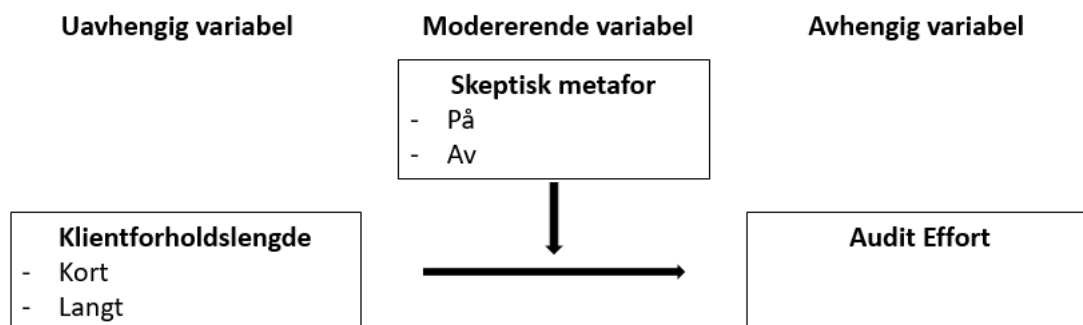 Uavhengig variabel
Modererende variabel
Avhengig variabel
Skeptisk metafor
- På
- Av
Klientforholdslengde
- Kort
- Langt
Audit Effort